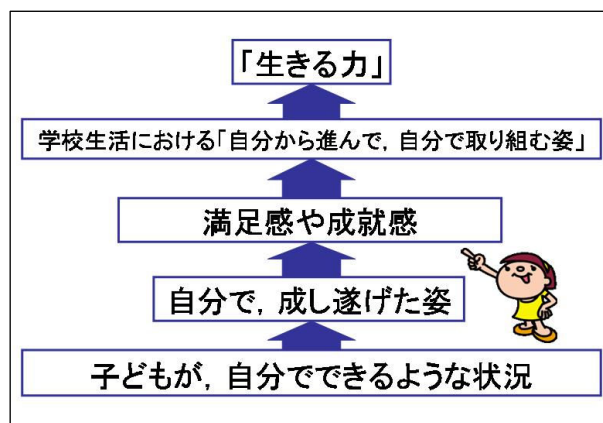 「生きる力」
学校生活における「自分から進んで，自分で取り組む姿」
満足感や成就感
自分で，成し遂げた姿
子どもが，自分でできるような状況